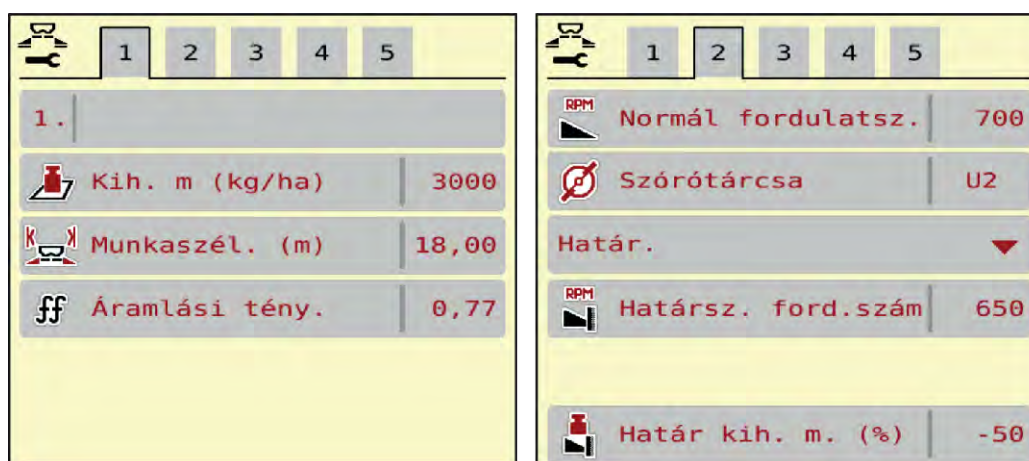 1 2 3 4 5
1.
Kih. m (kg/ha) 3000
K K Munkaszél. (m) 18,00
ff Áramlási tény. 0,77
1 2 3 4 5
RPM Normál fordulatsz. 700
Szórótárcsa U2
Határ.
RPM Határsz. ford.szám 650
Határ kih. m. (%) -50